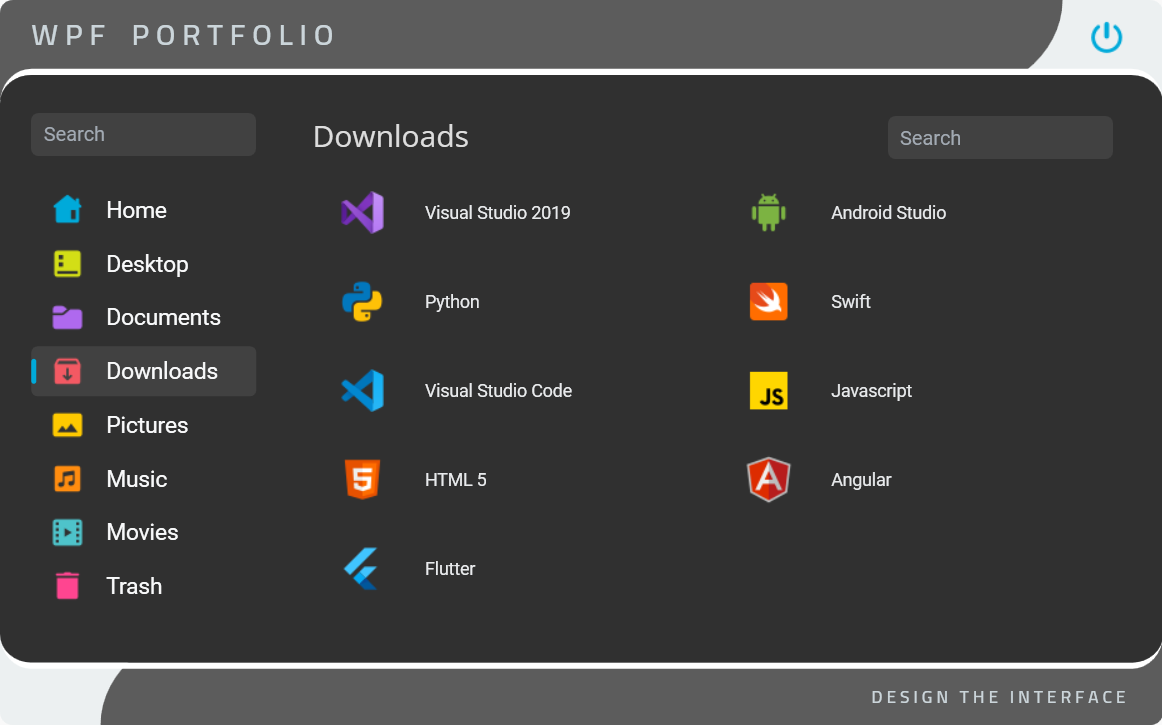 WPF PORTFOLIO
Search
Home
Desktop
Documents
Downloads
Pictures
Music
Movies
Trash
Downloads
Search
Visual Studio 2019
Android Studio
Python
Swift
Visual Studio Code
JS
Javascript
5
HTML 5
A
Angular
Flutter
DESIGN THE INTERFACE